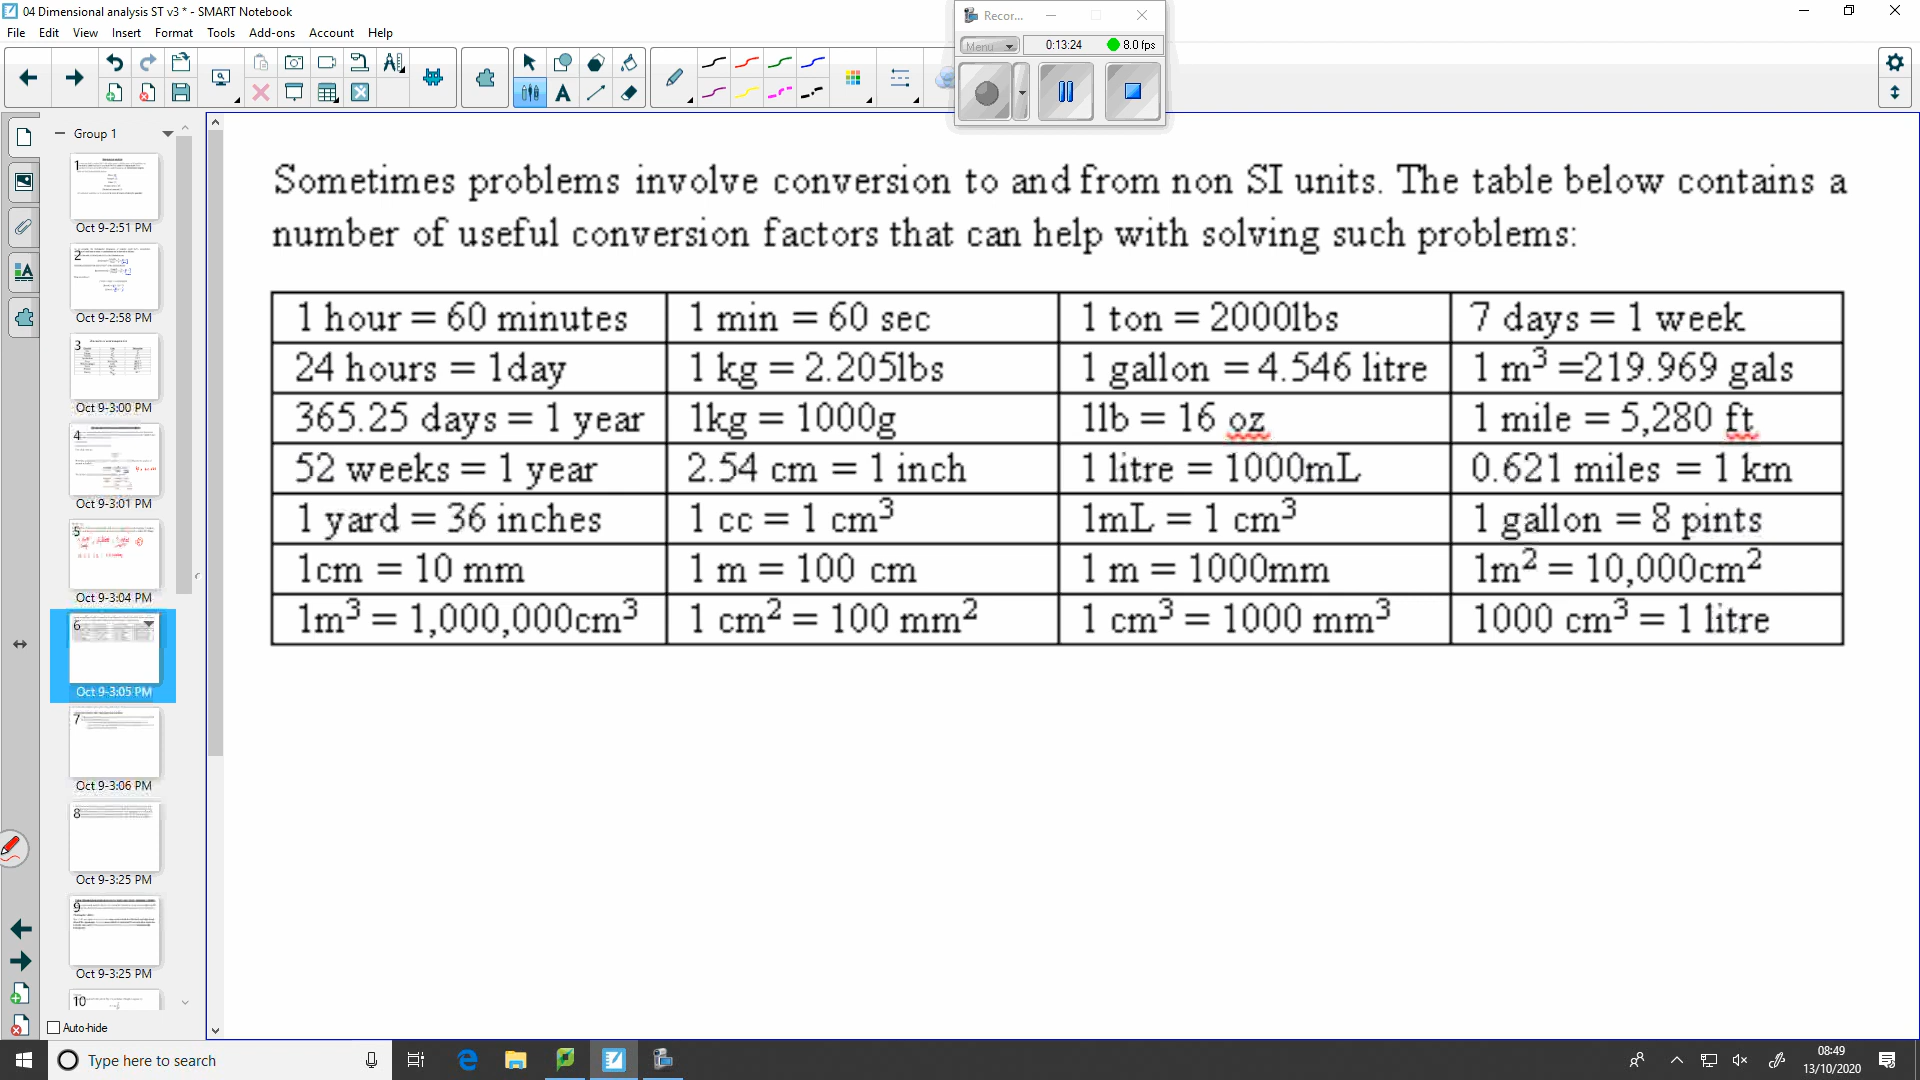 04 Dimensional analysis ST v3 * - SMART Notebook
File Edit View Insert Format Tools Add-ons Account Help
Recor...
Menu 0:13:24 8.0 fps
Group 1
1
Oct 9-2:51 PM
2
Oct 9-2:58 PM
3
Oct 9-3:00 PM
4
Oct 9-3:01 PM
5
Oct 9-3:04 PM
6
Oct 9-3:05 PM
7
Oct 9-3:06 PM
8
Oct 9-3:25 PM
9
Oct 9-3:25 PM
10
Auto-hide
Sometimes problems involve conversion to and from non SI units. The table below contains a
number of useful conversion factors that can help with solving such problems:
1 hour = 60 minutes 1 min = 60 sec 1 ton = 2000lbs 7 days = 1 week
24 hours = 1day 1 kg = 2.205lbs 1 gallon = 4.546 litre 1 m³ =219.969 gals
365.25 days = 1 year 1kg = 1000g 1lb = 16 oz 1 mile = 5,280 ft
52 weeks = 1 year 2.54 cm = 1 inch 1 litre = 1000mL 0.621 miles = 1 km
1 yard = 36 inches 1 cc = 1 cm³ 1mL = 1 cm³ 1 gallon = 8 pints
1cm = 10 mm 1 m = 100 cm 1 m = 1000mm 1m² = 10,000cm²
1m³ = 1,000,000cm³ 1 cm² = 100 mm² 1 cm³ = 1000 mm³ 1000 cm³ = 1 litre
Type here to search
08:49
13/10/2020